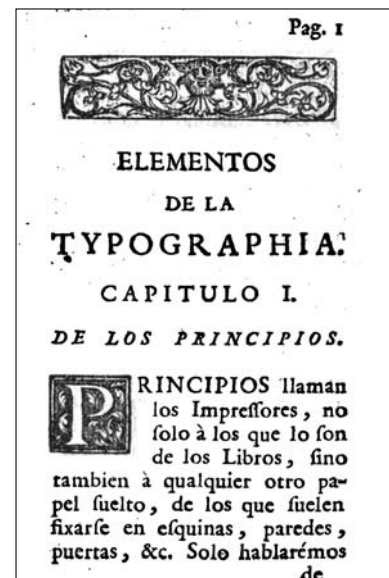 Pag. 1
ELEMENTOS
DE LA
TYPOGRAPHIA.
CAPITULO I.
DE LOS PRINCIPIOS.
PRINCIPIOS llaman
los Impreſſores, no
ſolo à los que lo ſon
de los Libros, ſino
tambien à qualquier otro pa-
pel ſuelto, de los que ſuelen
fixarſe en eſquinas, paredes,
puertas, &c. Solo hablarémos
de